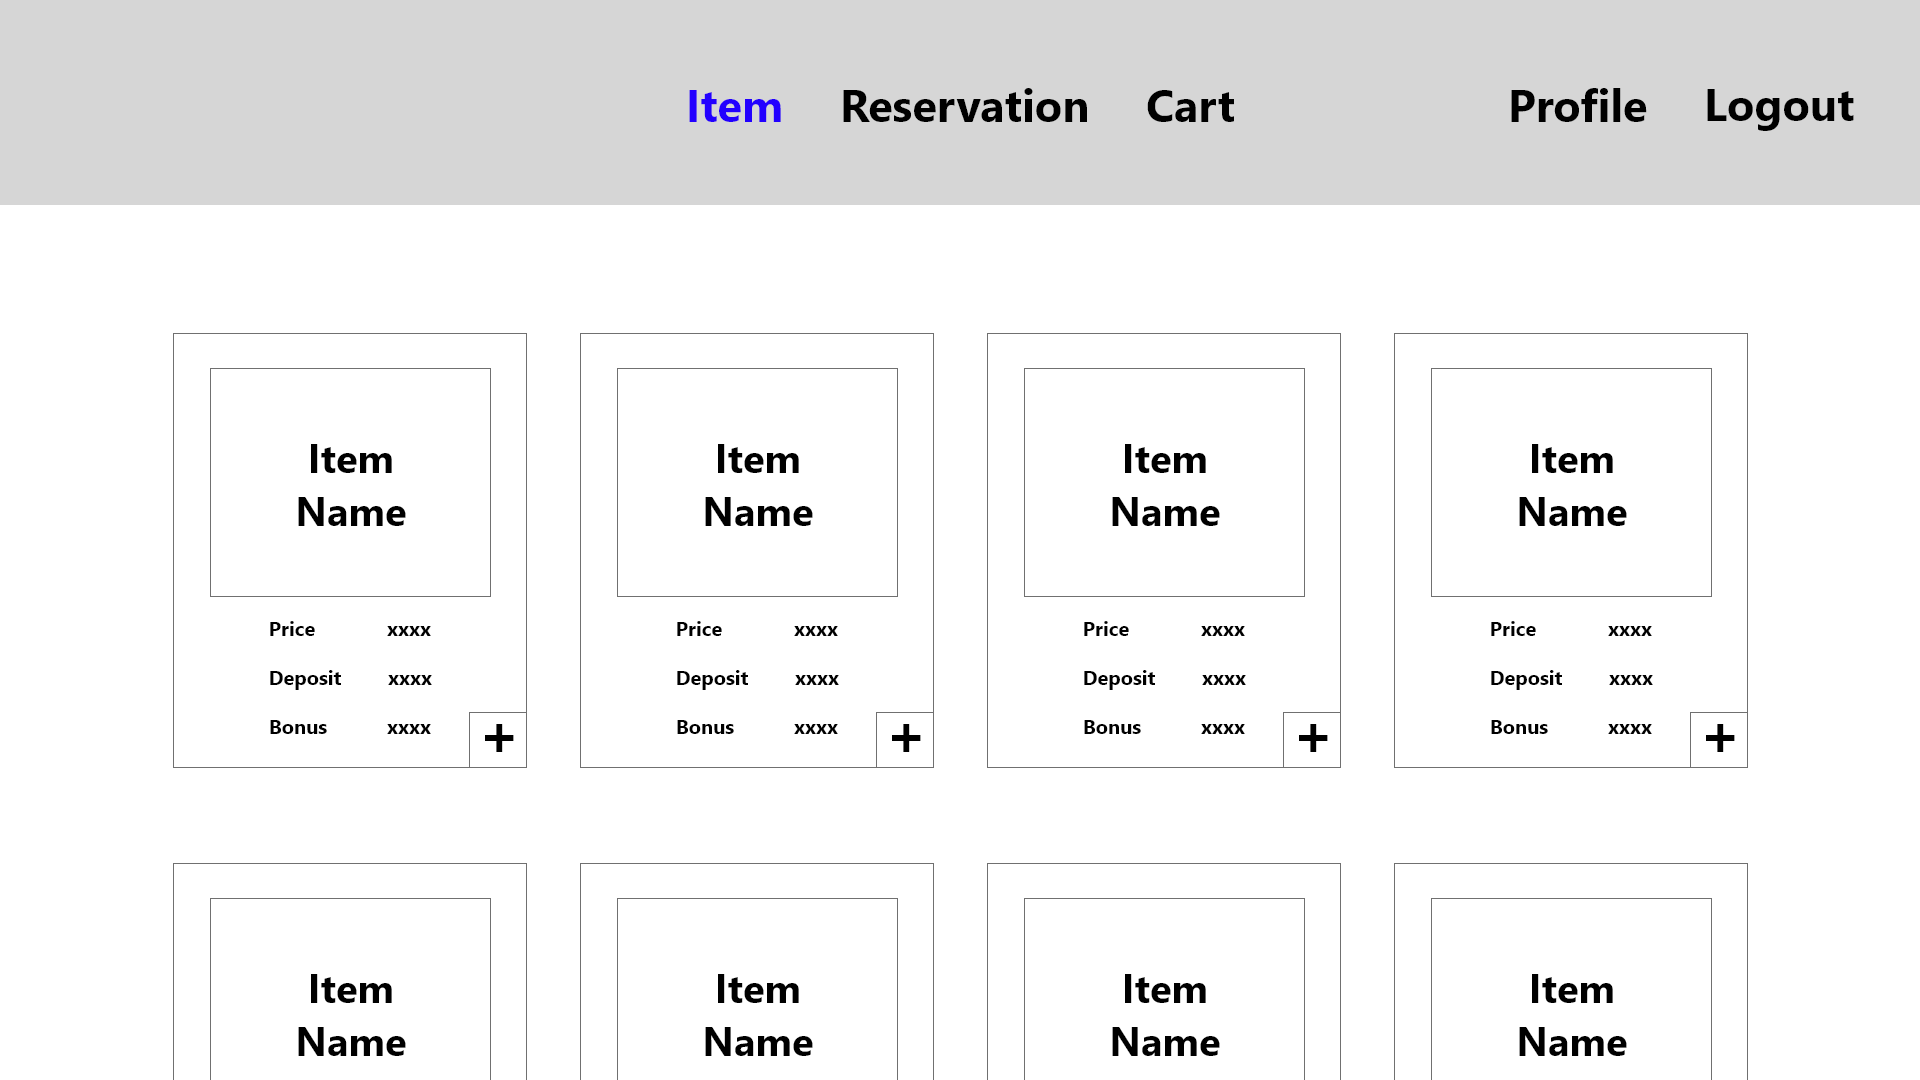 Item Reservation Cart Profile Logout
Item Item Item Item
Name Name Name Name
Price xxxx Price xxxx Price xxxx Price xxxx
Deposit xxxx Deposit xxxx Deposit xxxx Deposit xxxx
Bonus xxxx + Bonus xxxx + Bonus xxxx + Bonus xxxx +
Item Item Item Item
Name Name Name Name